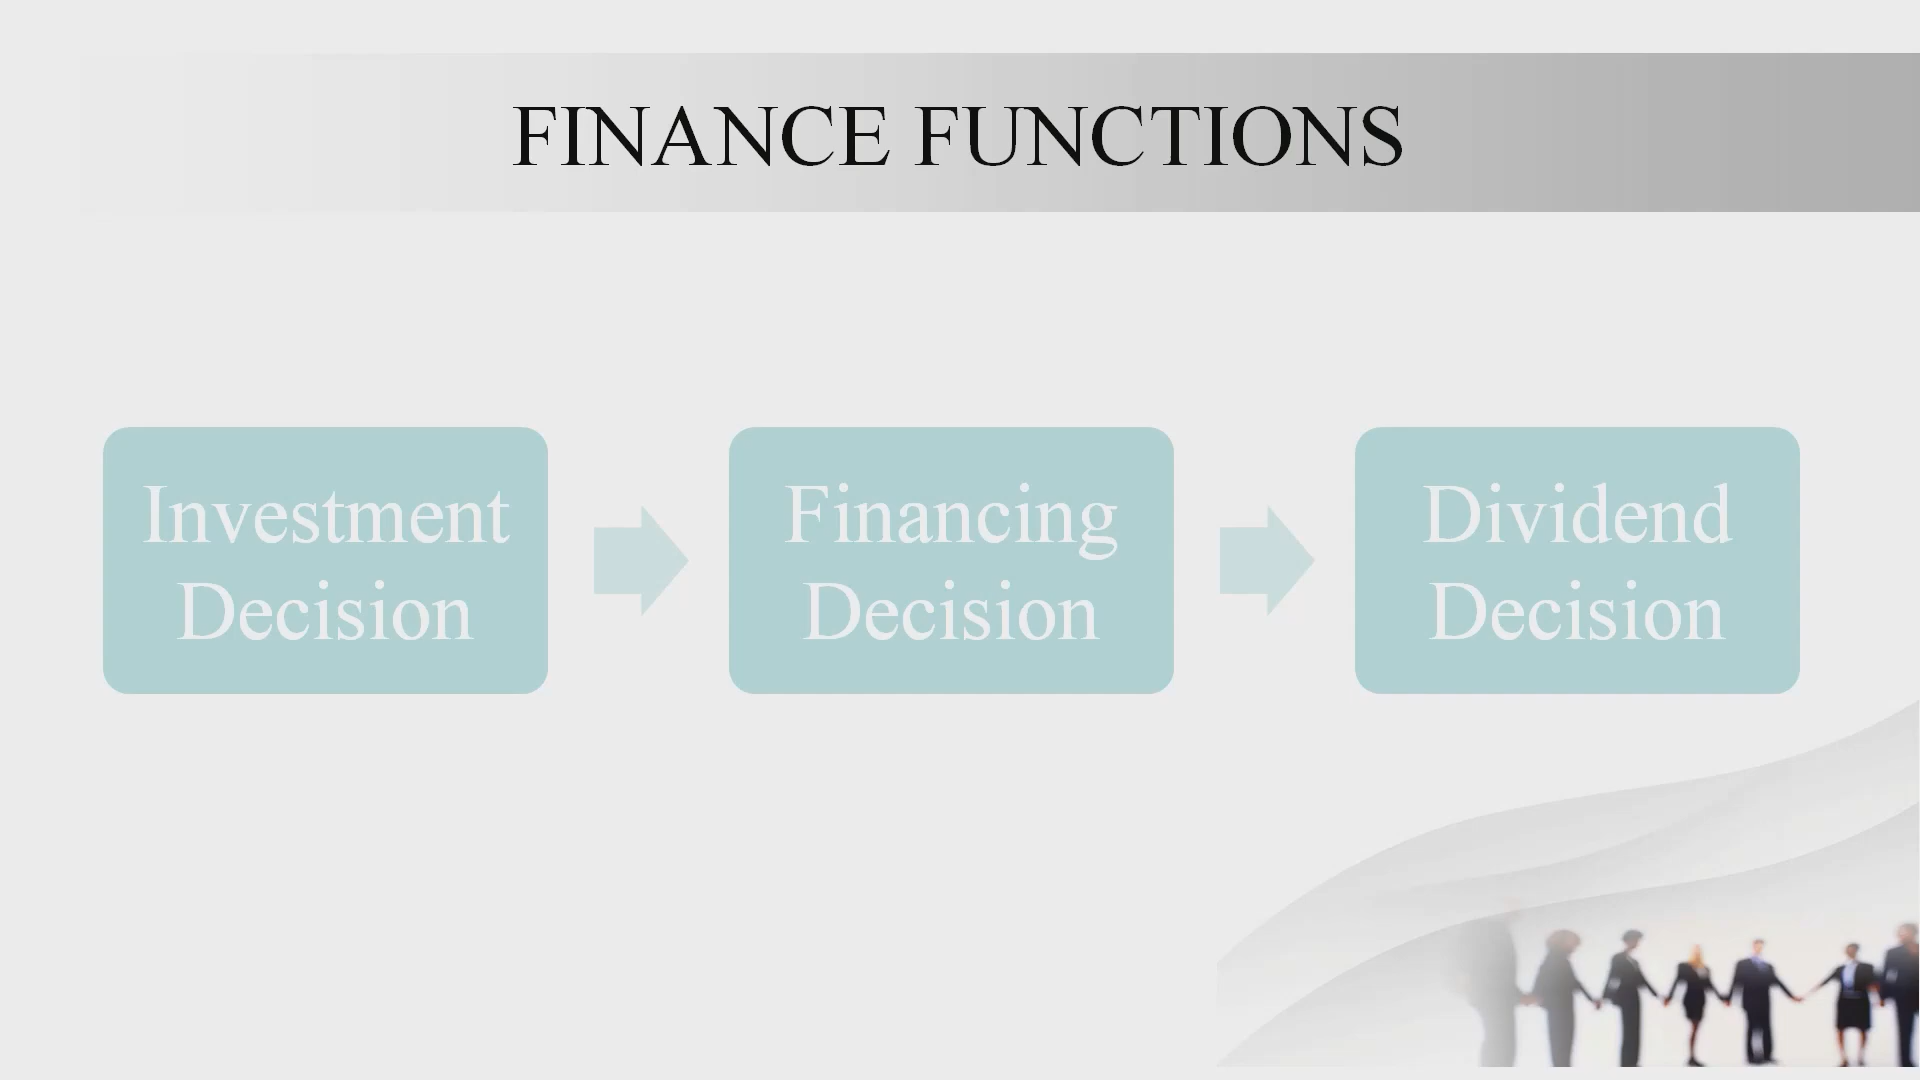 FINANCE FUNCTIONS
Investment
Decision
Financing
Decision
Dividend
Decision